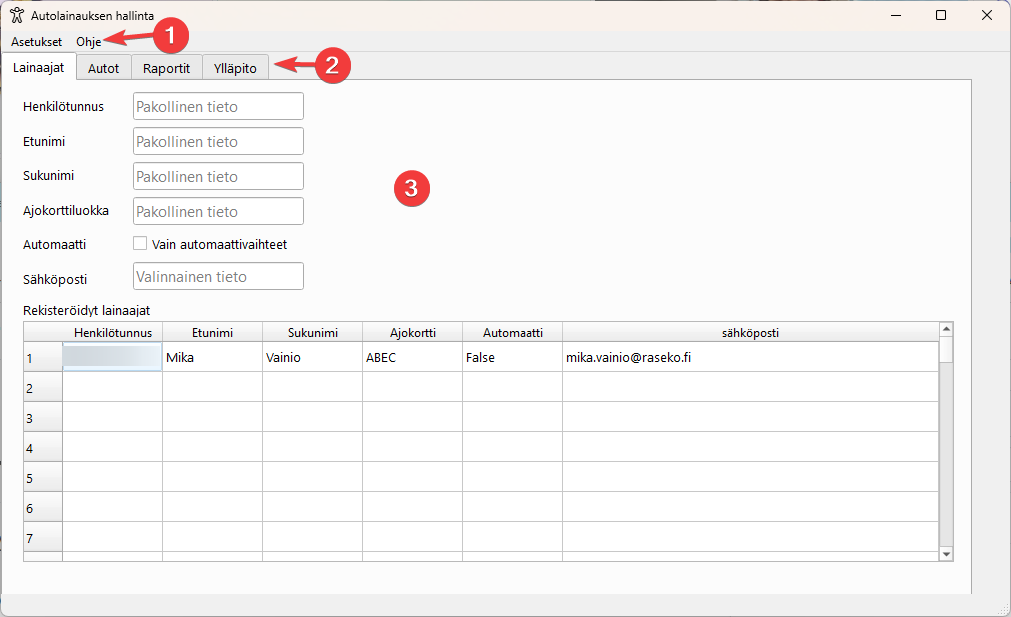 Autolainauksen hallinta
Asetukset Ohje 1
Lainaajat Autot Raportit Ylläpito 2
Henkilötunnus Pakollinen tieto
Etunimi Pakollinen tieto
Sukunimi Pakollinen tieto
3
Ajokorttiluokka Pakollinen tieto
Automaatti Vain automaattivaihteet
Sähköposti Valinnainen tieto
Rekisteröidyt lainaajat
Henkilötunnus Etunimi Sukunimi Ajokortti Automaatti sähköposti
1 Mika Vainio ABEC False mika.vainio@raseko.fi
2
3
4
5
6
7